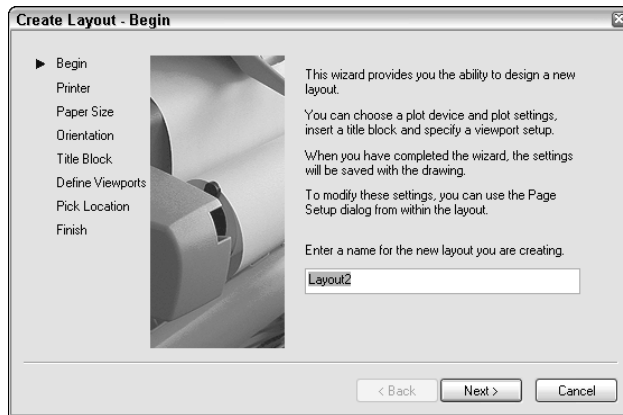 Create Layout - Begin
Begin
Printer
Paper Size
Orientation
Title Block
Define Viewports
Pick Location
Finish
This wizard provides you the ability to design a new
layout.
You can choose a plot device and plot settings,
insert a title block and specify a viewport setup.
When you have completed the wizard, the settings
will be saved with the drawing.
To modify these settings, you can use the Page
Setup dialog from within the layout.
Enter a name for the new layout you are creating.
Layout2
< Back
Next >
Cancel